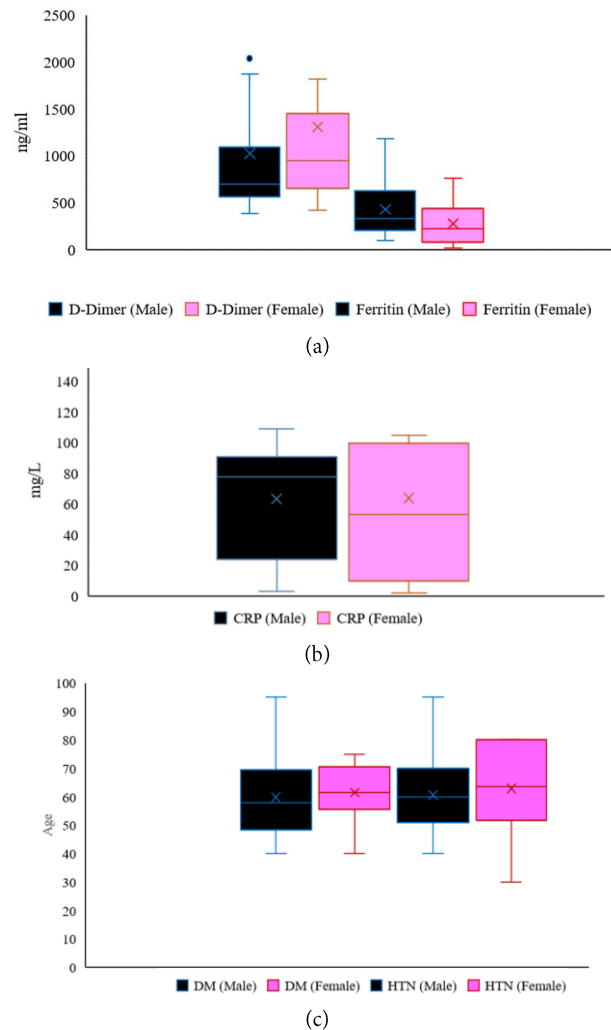 2500
2000
1500
1000
500
0
ng/ml
D-Dimer (Male) D-Dimer (Female) Ferritin (Male) Ferritin (Female)
(a)
140
120
100
80
60
40
20
0
mg/L
CRP (Male) CRP (Female)
(b)
100
90
80
70
60
50
40
30
20
10
0
Age
DM (Male) DM (Female) HTN (Male) HTN (Female)
(c)